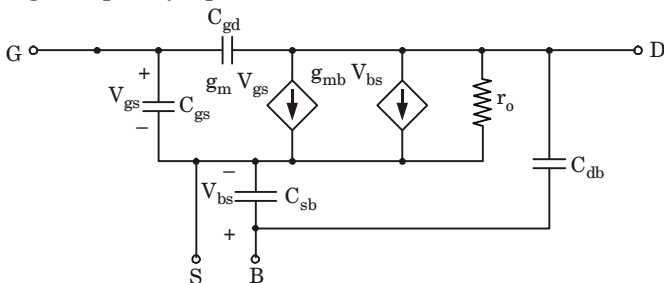 C_gd
G
D
g_m V_gs
g_mb V_bs
+
V_gs
C_gs
−
r_o
C_db
−
V_bs
C_sb
+
S
B